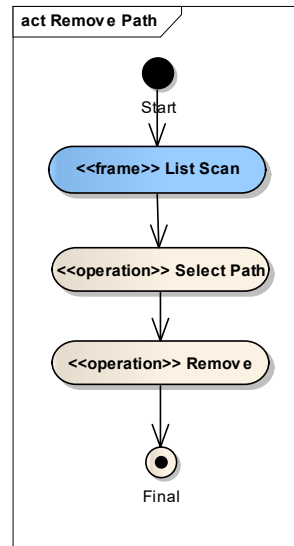 act Remove Path
Start
<<frame>> List Scan
<<operation>> Select Path
<<operation>> Remove
Final